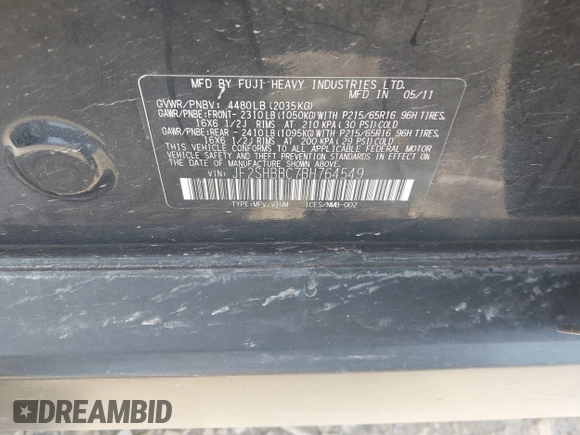 MFD BY FUJI HEAVY INDUSTRIES LTD.
MFD IN 05/11
GVWR/PNBV: 4480LB(2035KG)
GAWR/PNBE:FRONT- 2310LB(1050KG)WITH P215/65R16 96H TIRES,
16X6 1/2J RIMS AT 210 KPA(30 PSI)COLD
GAWR/PNBE:REAR - 2410LB(1095KG)WITH P215/65R16 96H TIRES,
16X6 1/2J RIMS AT 200 KPA(29 PSI)COLD
THIS VEHICLE CONFORMS TO ALL APPLICABLE FEDERAL MOTOR
VEHICLE SAFETY AND THEFT PREVENTION STANDARDS IN EFFECT
ON THE DATE OF MANUFACTURE SHOWN ABOVE.
VIN: JF2SHBBC7BH764549
TYPE:MPV/VTUM ICES/NMB-002
DREAMBID